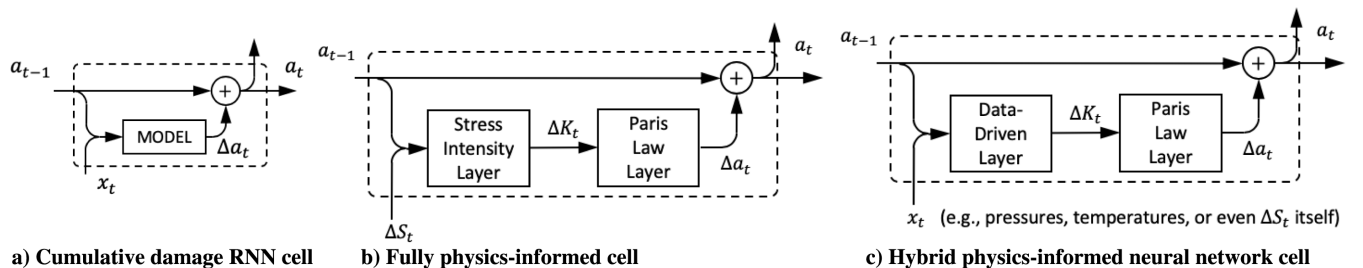 a_{t-1}
a_t
MODEL
Δa_t
x_t
a) Cumulative damage RNN cell
a_{t-1}
a_t
Stress
Intensity
Layer
ΔK_t
Paris
Law
Layer
Δa_t
ΔS_t
b) Fully physics-informed cell
a_{t-1}
a_t
Data-
Driven
Layer
ΔK_t
Paris
Law
Layer
Δa_t
x_t (e.g., pressures, temperatures, or even ΔS_t itself)
c) Hybrid physics-informed neural network cell